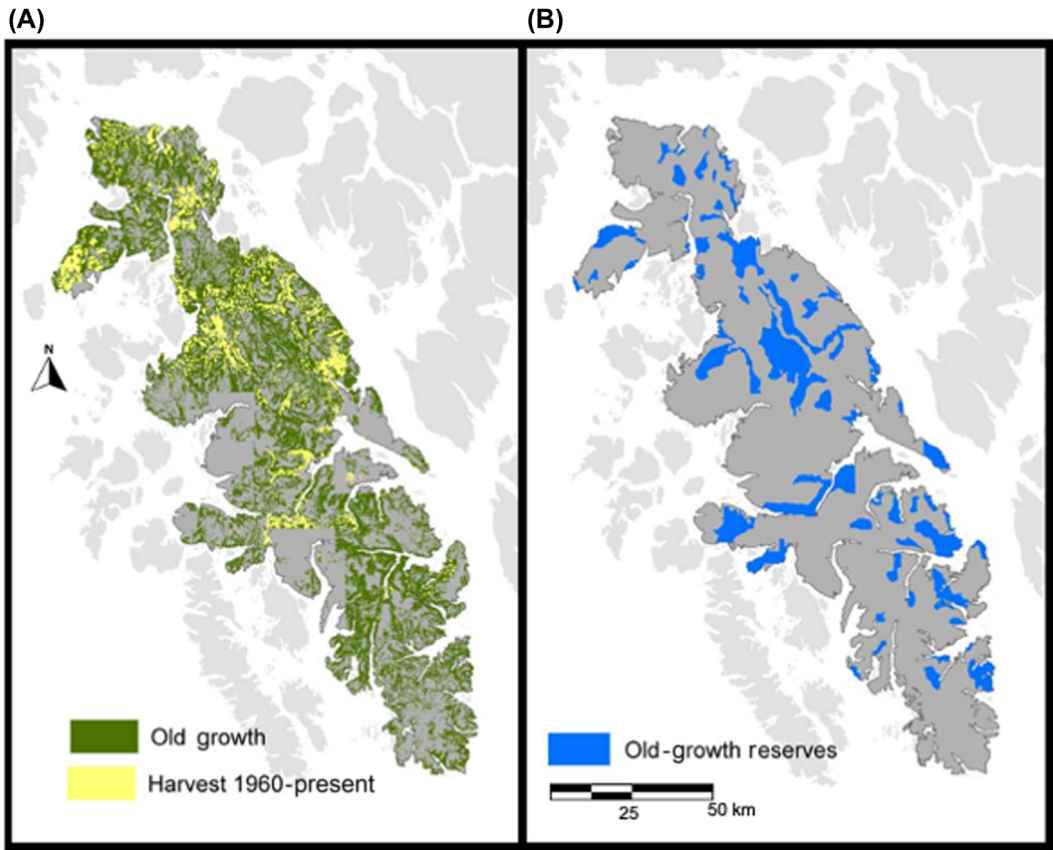 (A)
(B)
N
Old growth
Harvest 1960-present
Old-growth reserves
25
50 km